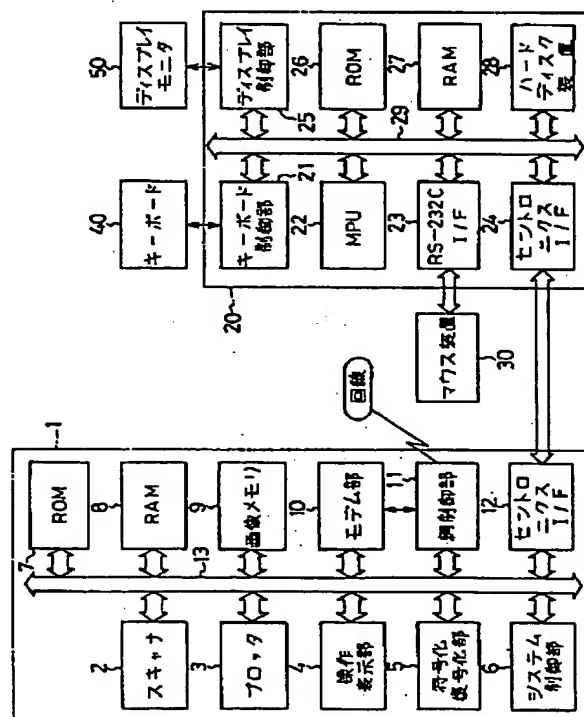 1
7
ROM
8
RAM
9
画像メモリ
10
モデム部
11
網制御部
12
セントロ
ニクス
I/F
13
2
スキャナ
3
プロッタ
4
操作
表示部
5
符号化
復号化部
6
システム
制御部
回線
20
40
キーボード
50
ディスプレイ
モニタ
21
キーボード
制御部
22
MPU
23
RS-232C
I/F
24
セントロ
ニクス
I/F
25
ディスプレイ
制御部
26
ROM
27
RAM
28
ハード
ディスク
装置
29
マウス装置
30